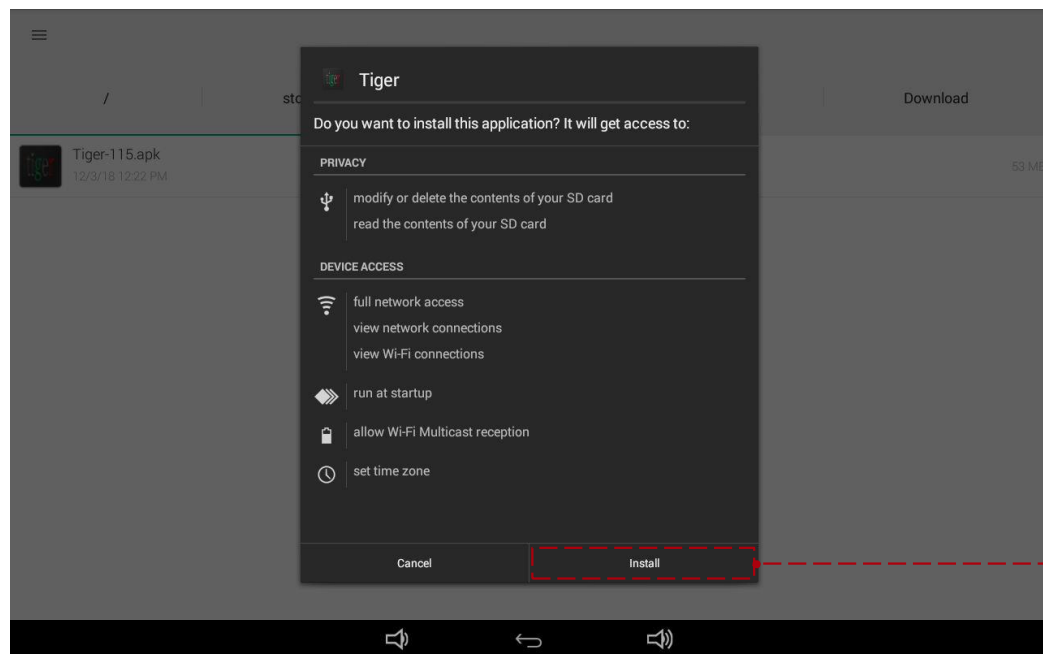 /
Download
Tiger-115.apk
12/3/18 12:22 PM
tiger
Tiger
Do you want to install this application? It will get access to:
PRIVACY
modify or delete the contents of your SD card
read the contents of your SD card
DEVICE ACCESS
full network access
view network connections
view Wi-Fi connections
run at startup
allow Wi-Fi Multicast reception
set time zone
Cancel
Install